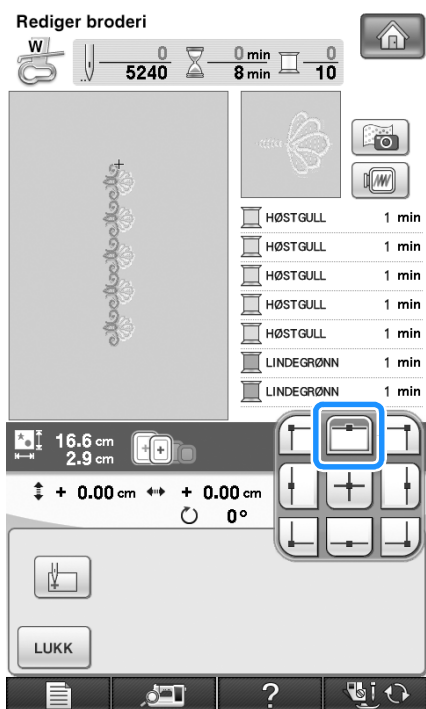 Rediger broderi
W
0 0 min 0
5240 8 min 10
HØSTGULL 1 min
HØSTGULL 1 min
HØSTGULL 1 min
HØSTGULL 1 min
HØSTGULL 1 min
LINDEGRØNN 1 min
LINDEGRØNN 1 min
16.6 cm
2.9 cm
+ 0.00 cm + 0.00 cm
0°
LUKK
?